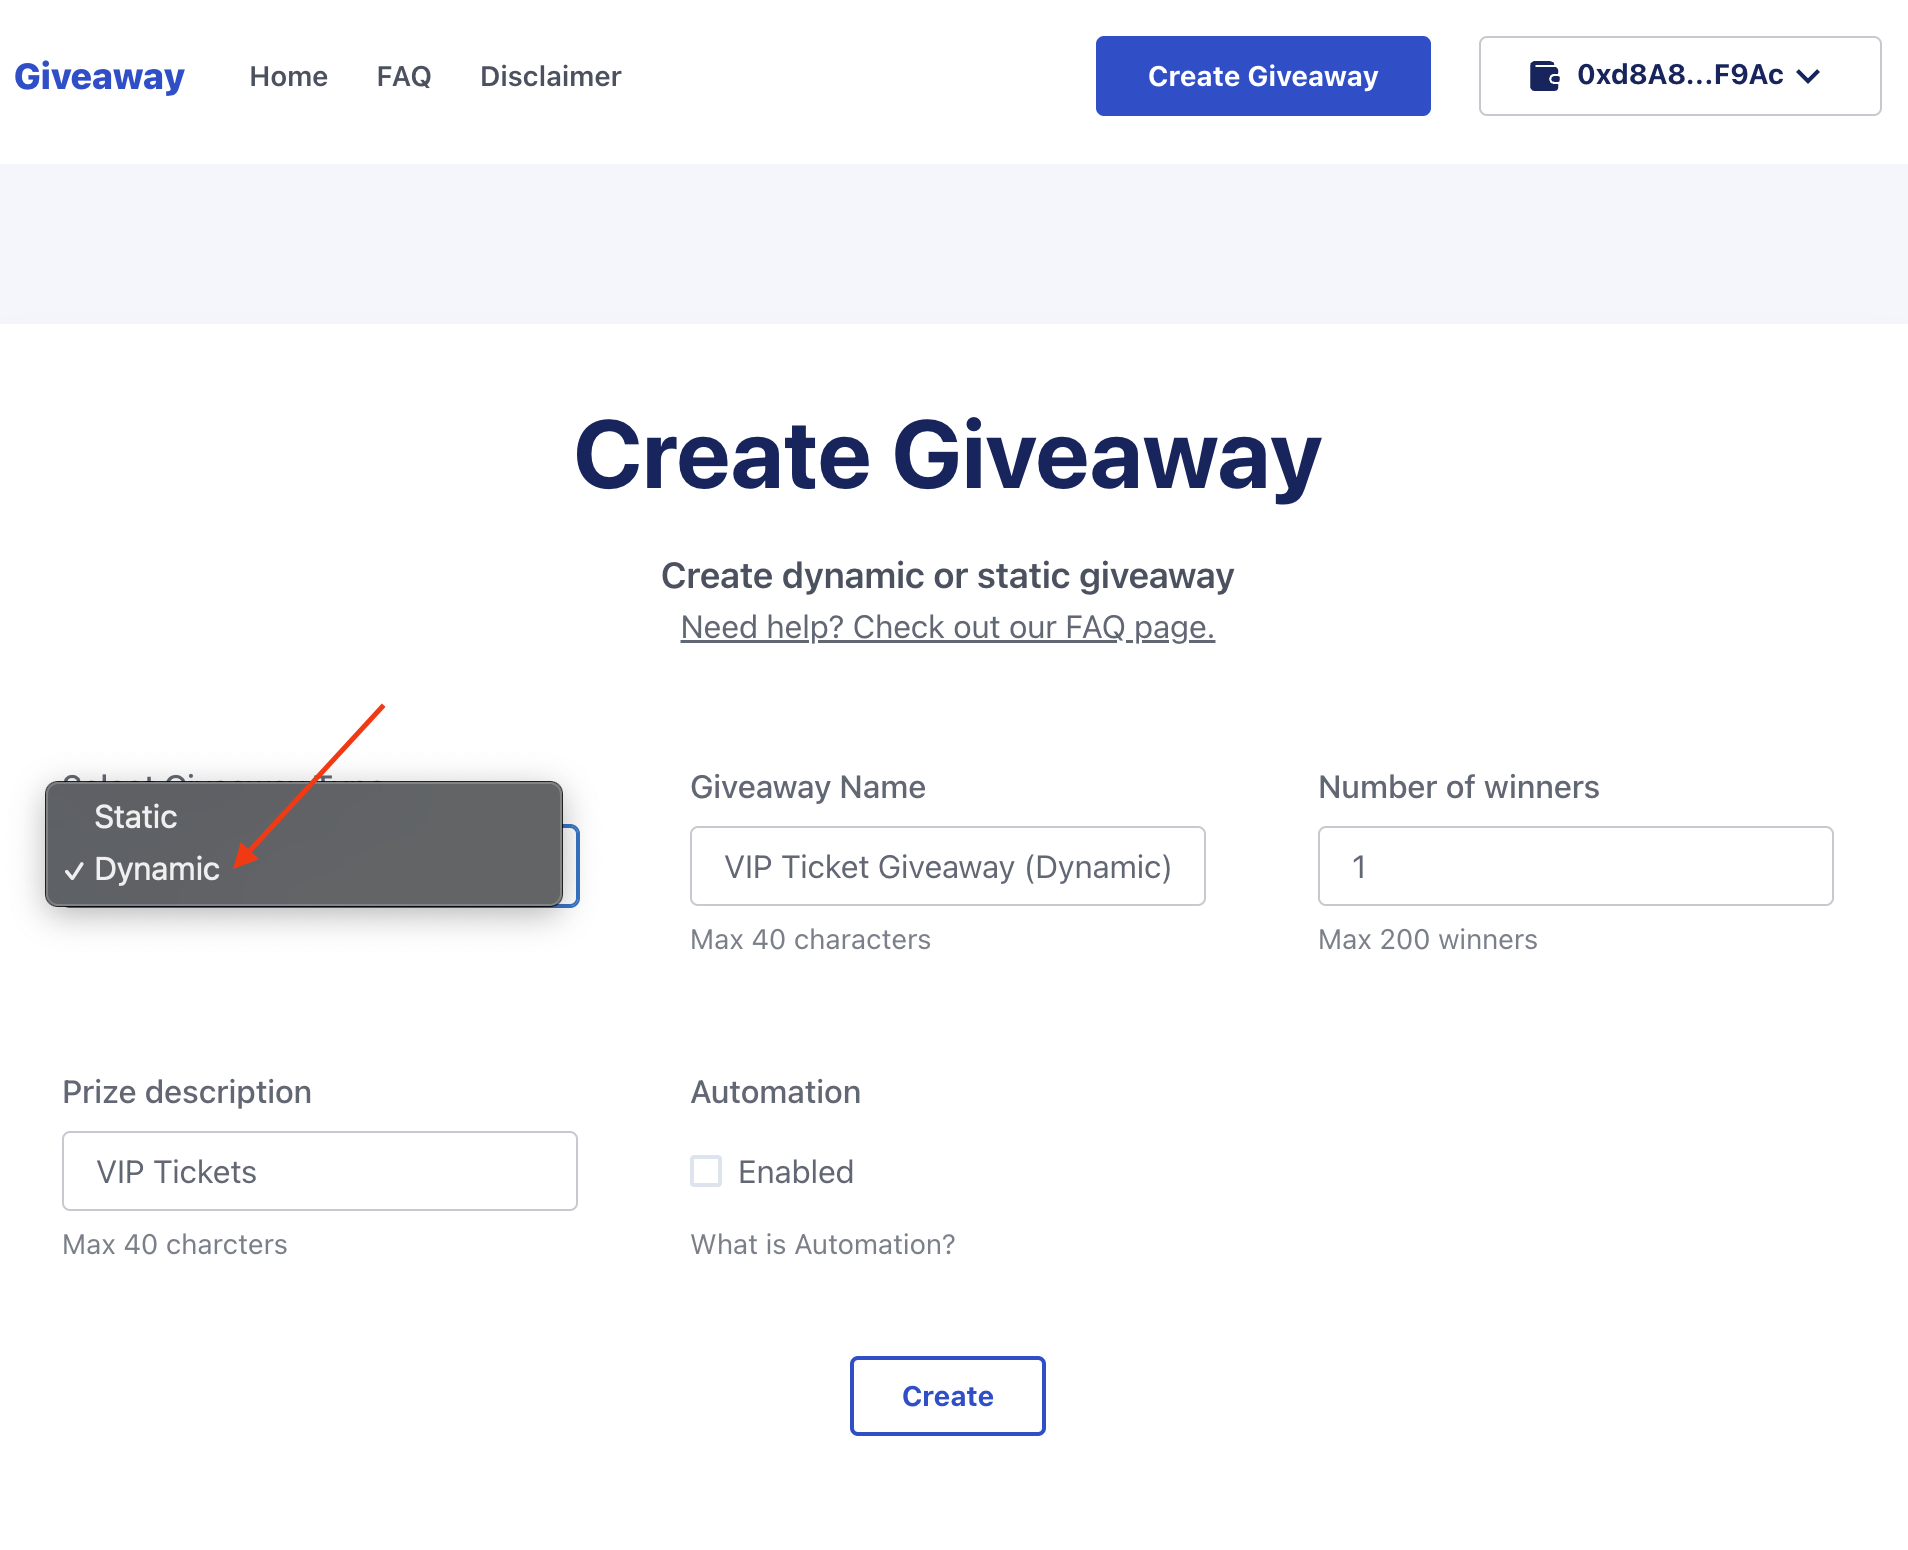 Giveaway
Home
FAQ
Disclaimer
Create Giveaway
0xd8A8...F9Ac
Create Giveaway
Create dynamic or static giveaway
Need help? Check out our FAQ page.
Static
Dynamic
Giveaway Name
VIP Ticket Giveaway (Dynamic)
Max 40 characters
Number of winners
1
Max 200 winners
Prize description
VIP Tickets
Max 40 charcters
Automation
Enabled
What is Automation?
Create